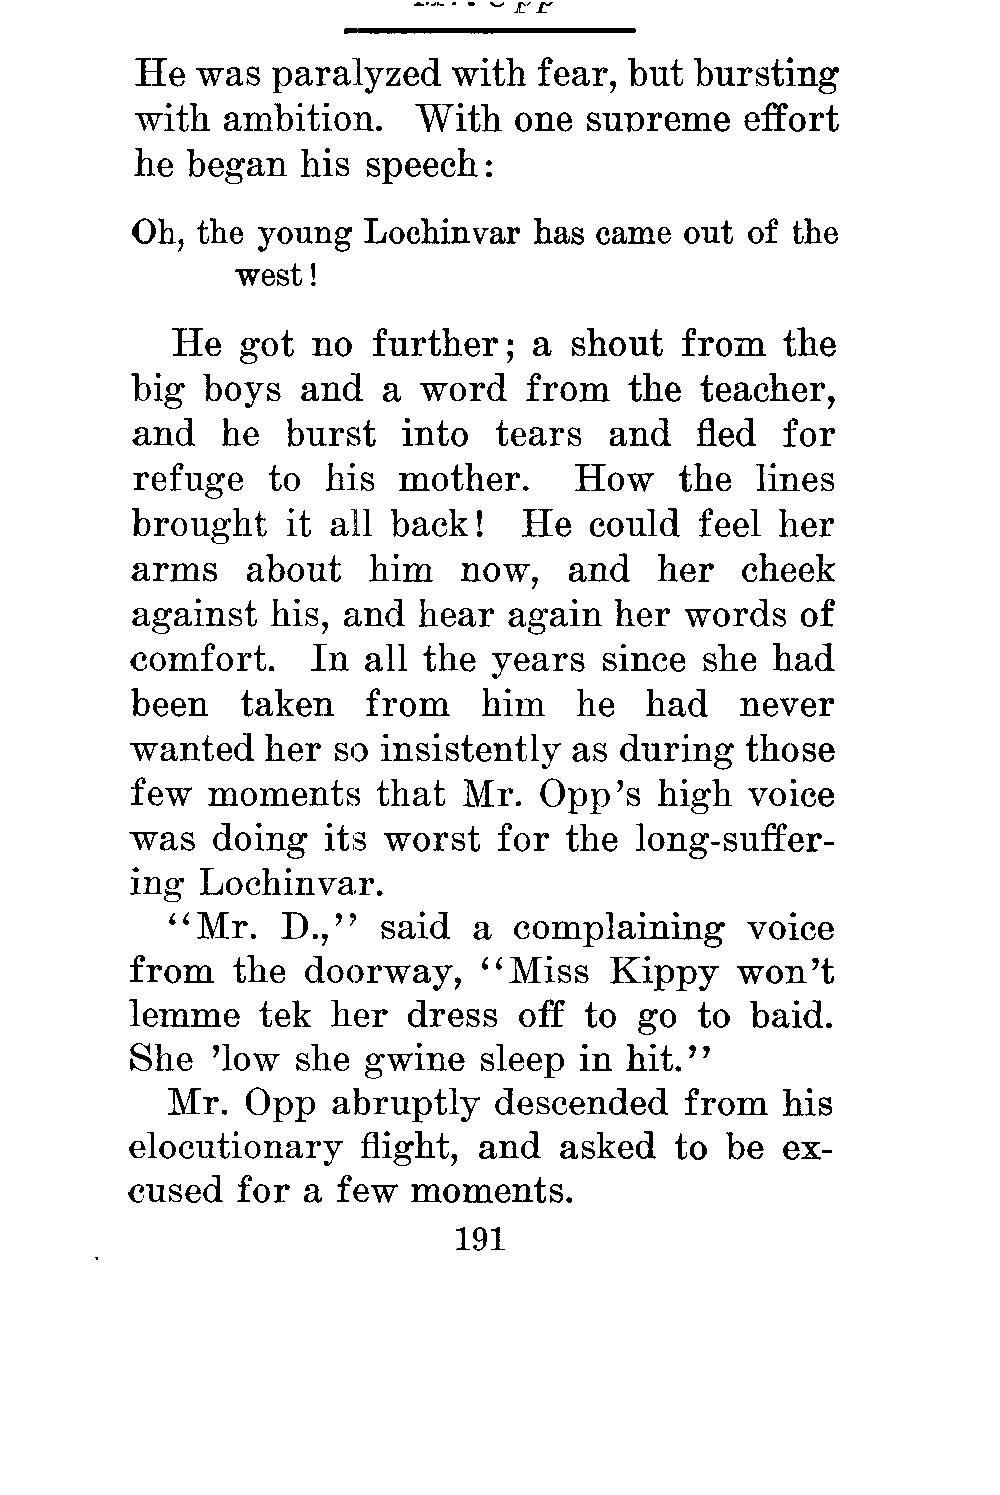 He was paralyzed with fear, but bursting
with ambition. With one supreme effort
he began his speech:
Oh, the young Lochinvar has came out of the
west!
He got no further; a shout from the
big boys and a word from the teacher,
and he burst into tears and fled for
refuge to his mother. How the lines
brought it all back! He could feel her
arms about him now, and her cheek
against his, and hear again her words of
comfort. In all the years since she had
been taken from him he had never
wanted her so insistently as during those
few moments that Mr. Opp's high voice
was doing its worst for the long-suffer-
ing Lochinvar.
"Mr. D.," said a complaining voice
from the doorway, "Miss Kippy won't
lemme tek her dress off to go to baid.
She 'low she gwine sleep in hit."
Mr. Opp abruptly descended from his
elocutionary flight, and asked to be ex-
cused for a few moments.
191